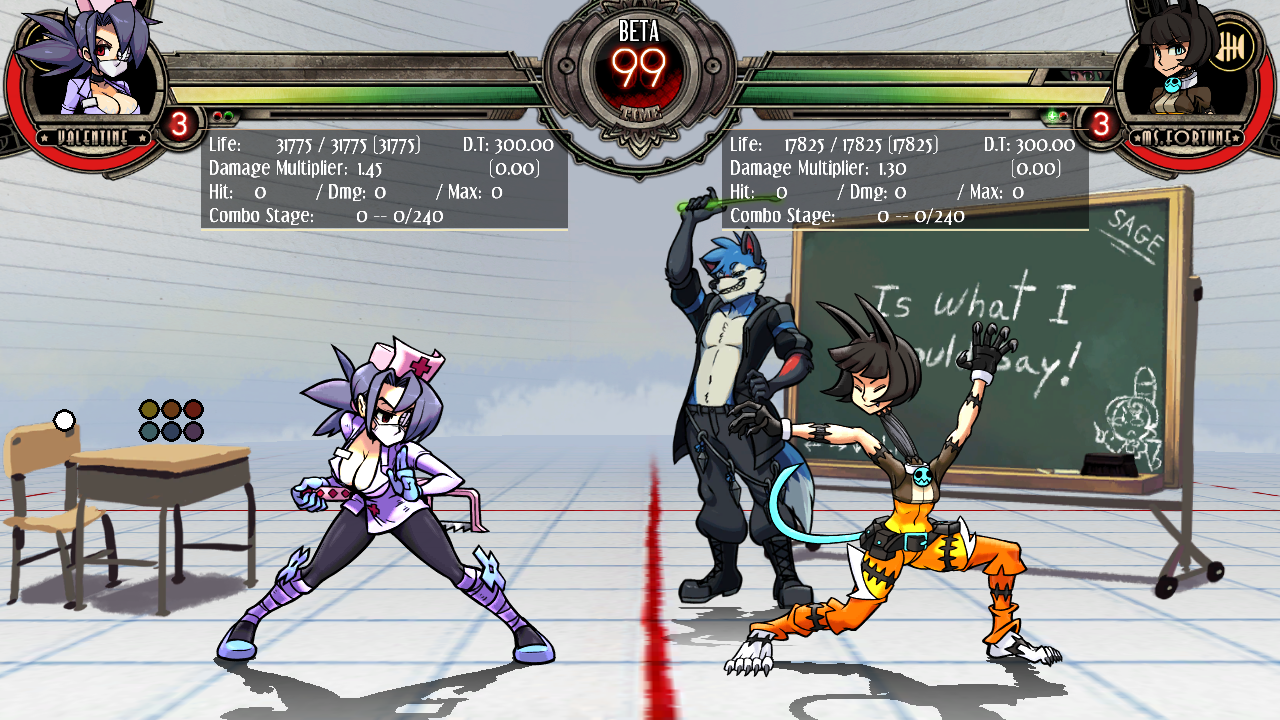 BETA
99
TIME
VALENTINE
3
3
MS. FORTUNE
Life: 31775 / 31775 [31775] D.T: 300.00
Damage Multiplier: 1.45 [0.00]
Hit: 0 / Dmg: 0 / Max: 0
Combo Stage: 0 -- 0/240
Life: 17825 / 17825 [17825] D.T: 300.00
Damage Multiplier: 1.30 [0.00]
Hit: 0 / Dmg: 0 / Max: 0
Combo Stage: 0 -- 0/240
SAGE
Is what I
say!